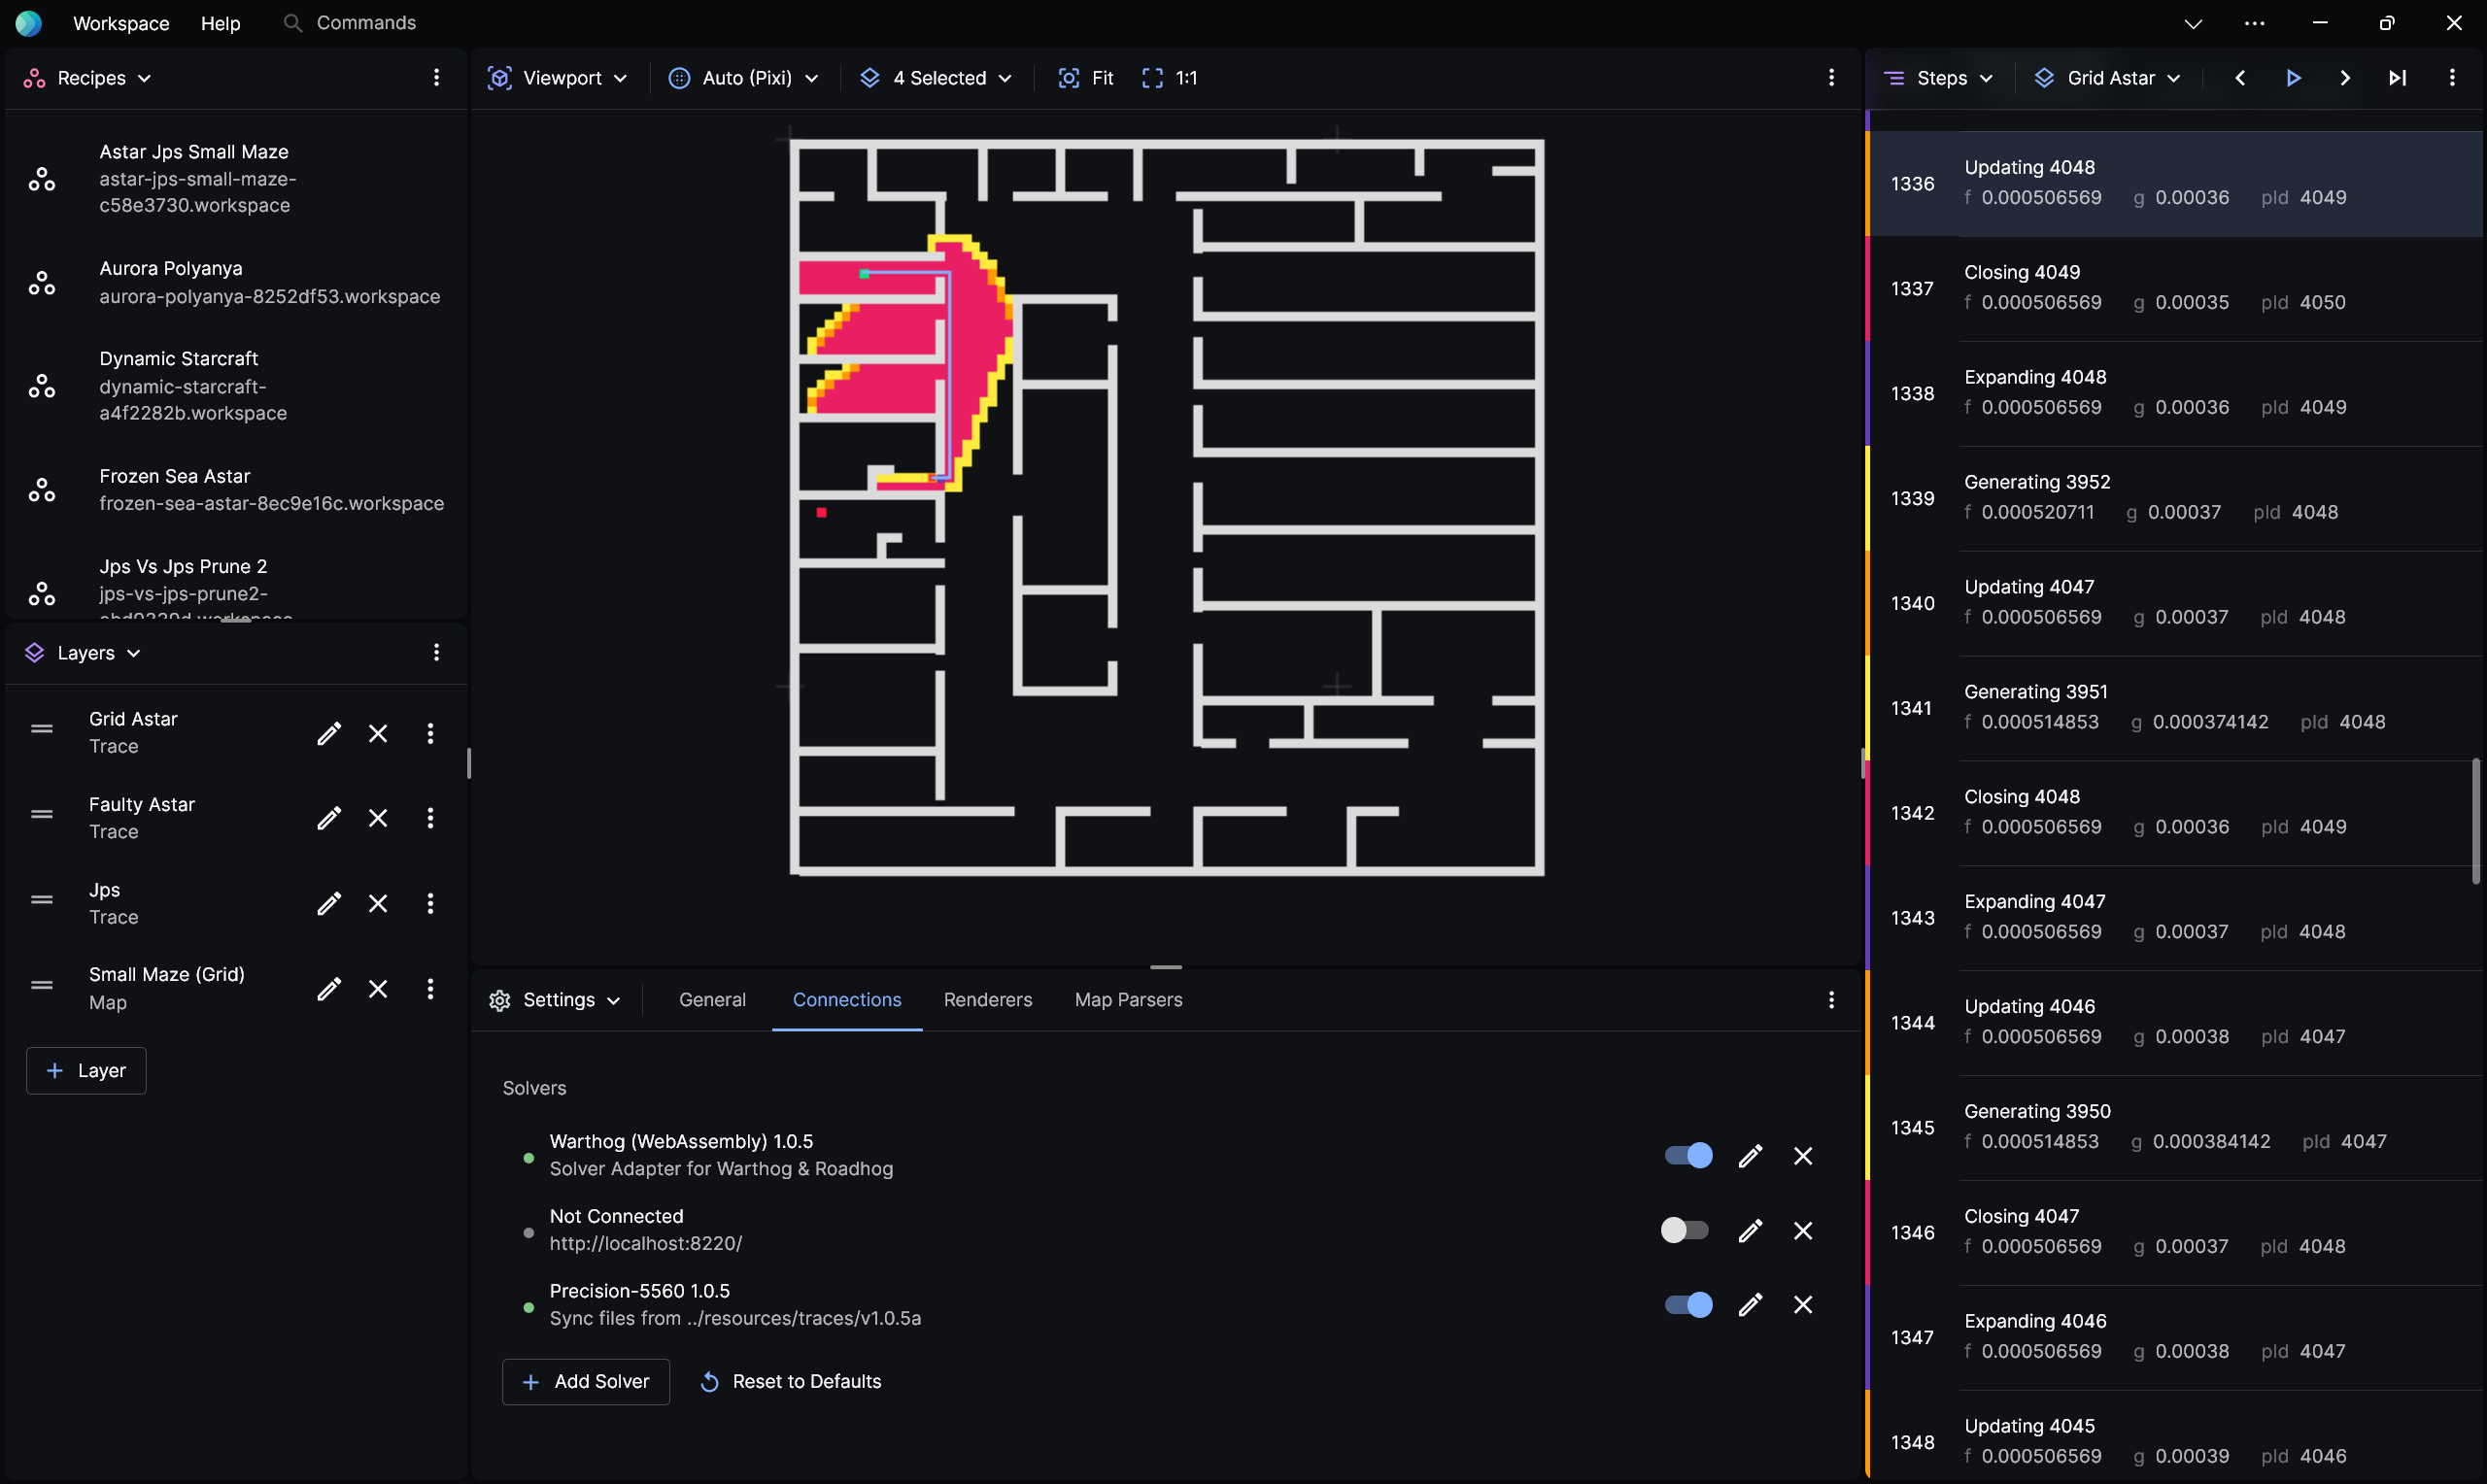 Workspace Help Commands
Recipes
Astar Jps Small Maze
astar-jps-small-maze-
c58e3730.workspace
Aurora Polyanya
aurora-polyanya-8252df53.workspace
Dynamic Starcraft
dynamic-starcraft-
a4f2282b.workspace
Frozen Sea Astar
frozen-sea-astar-8ec9e16c.workspace
Jps Vs Jps Prune 2
jps-vs-jps-prune2-
Layers
Grid Astar
Trace
Faulty Astar
Trace
Jps
Trace
Small Maze (Grid)
Map
Layer
Viewport Auto (Pixi) 4 Selected Fit 1:1
Settings General Connections Renderers Map Parsers
Solvers
Warthog (WebAssembly) 1.0.5
Solver Adapter for Warthog & Roadhog
Not Connected
http://localhost:8220/
Precision-5560 1.0.5
Sync files from ../resources/traces/v1.0.5a
Add Solver Reset to Defaults
Steps Grid Astar
1336 Updating 4048
f 0.000506569 g 0.00036 pId 4049
1337 Closing 4049
f 0.000506569 g 0.00035 pId 4050
1338 Expanding 4048
f 0.000506569 g 0.00036 pId 4049
1339 Generating 3952
f 0.000520711 g 0.00037 pId 4048
1340 Updating 4047
f 0.000506569 g 0.00037 pId 4048
1341 Generating 3951
f 0.000514853 g 0.000374142 pId 4048
1342 Closing 4048
f 0.000506569 g 0.00036 pId 4049
1343 Expanding 4047
f 0.000506569 g 0.00037 pId 4048
1344 Updating 4046
f 0.000506569 g 0.00038 pId 4047
1345 Generating 3950
f 0.000514853 g 0.000384142 pId 4047
1346 Closing 4047
f 0.000506569 g 0.00037 pId 4048
1347 Expanding 4046
f 0.000506569 g 0.00038 pId 4047
1348 Updating 4045
f 0.000506569 g 0.00039 pId 4046